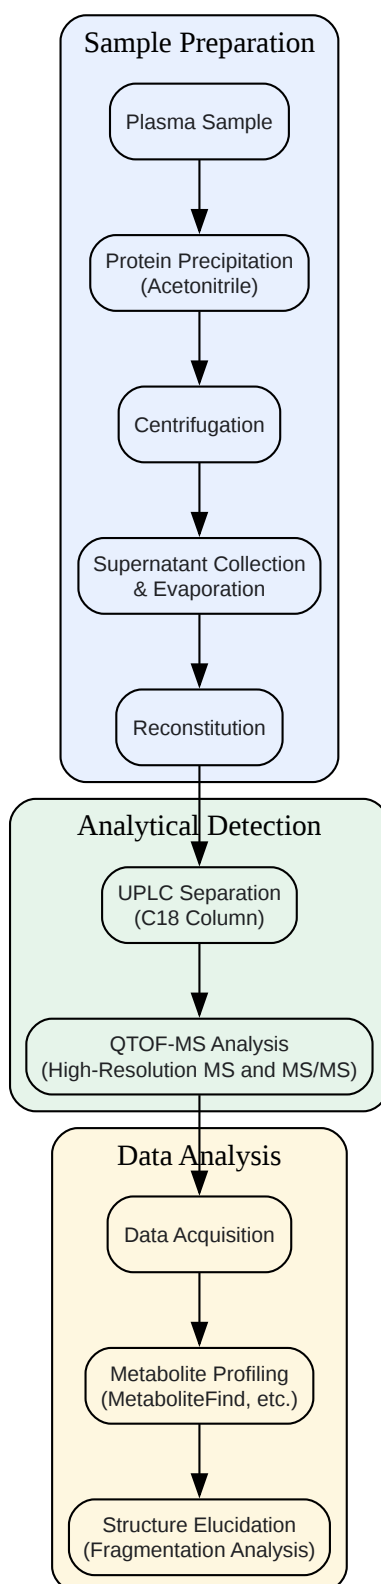 Sample Preparation
Plasma Sample
Protein Precipitation
(Acetonitrile)
Centrifugation
Supernatant Collection
& Evaporation
Reconstitution
Analytical Detection
UPLC Separation
(C18 Column)
QTOF-MS Analysis
(High-Resolution MS and MS/MS)
Data Analysis
Data Acquisition
Metabolite Profiling
(MetaboliteFind, etc.)
Structure Elucidation
(Fragmentation Analysis)